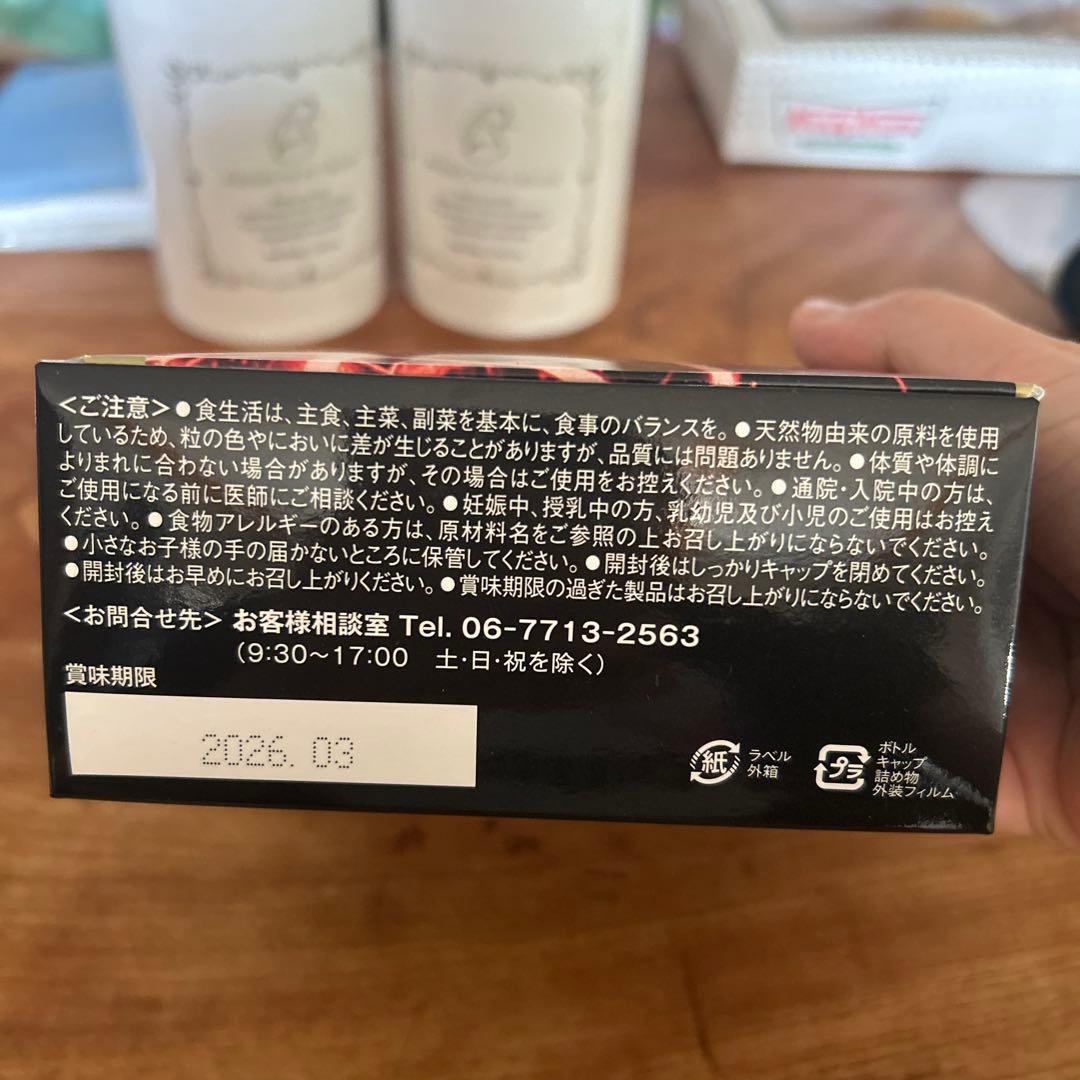 <ご注意>●食生活は、主食、主菜、副菜を基本に、食事のバランスを。●天然物由来の原料を使用
しているため、粒の色やにおいに差が生じることがありますが、品質には問題ありません。●体質や体調に
よりまれに合わない場合がありますが、その場合はご使用をお控えください。●通院・入院中の方は、
ご使用になる前に医師にご相談ください。●妊娠中、授乳中の方、乳幼児及び小児のご使用はお控え
ください。●食物アレルギーのある方は、原材料名をご参照の上お召し上がりにならないでください。
●小さなお子様の手の届かないところに保管してください。●開封後はしっかりキャップを閉めてください。
●開封後はお早めにお召し上がりください。●賞味期限の過ぎた製品はお召し上がりにならないでください。
<お問合せ先> お客様相談室 Tel. 06-7713-2563
(9:30〜17:00 土・日・祝を除く)
賞味期限
2026. 03
紙 ラベル
外箱
プラ ボトル
キャップ
詰め物
外装フィルム